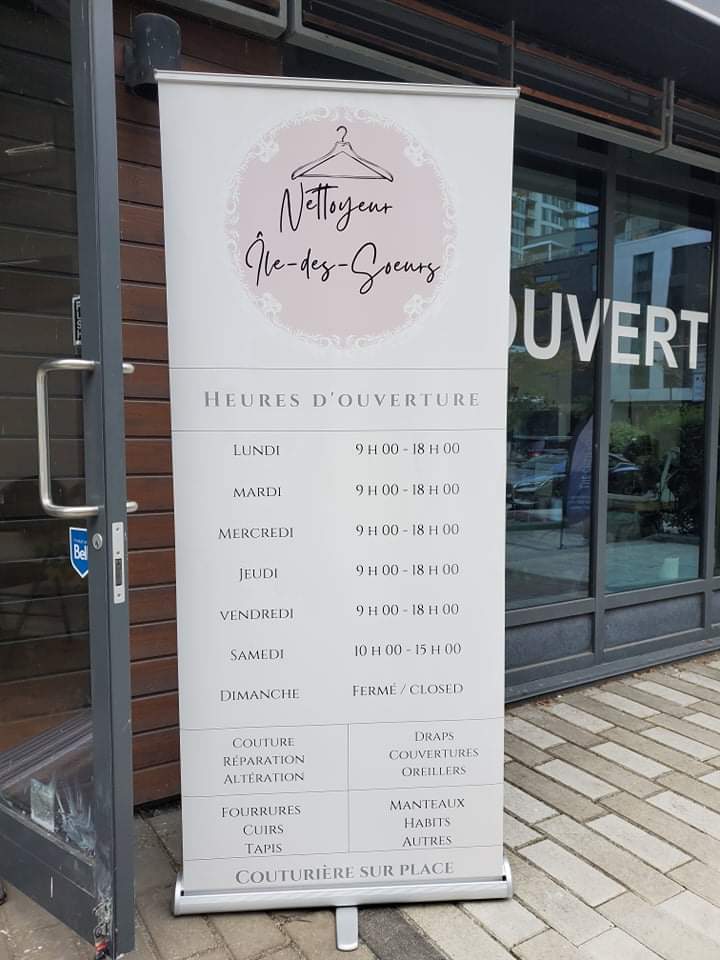 Nettoyeur
Île-des-Soeurs
HEURES D'OUVERTURE
LUNDI 9 H 00 - 18 H 00
MARDI 9 H 00 - 18 H 00
MERCREDI 9 H 00 - 18 H 00
JEUDI 9 H 00 - 18 H 00
VENDREDI 9 H 00 - 18 H 00
SAMEDI 10 H 00 - 15 H 00
DIMANCHE FERMÉ / CLOSED
COUTURE
RÉPARATION
ALTÉRATION
DRAPS
COUVERTURES
OREILLERS
FOURRURES
CUIRS
TAPIS
MANTEAUX
HABITS
AUTRES
COUTURIÈRE SUR PLACE
OUVERT
Bell